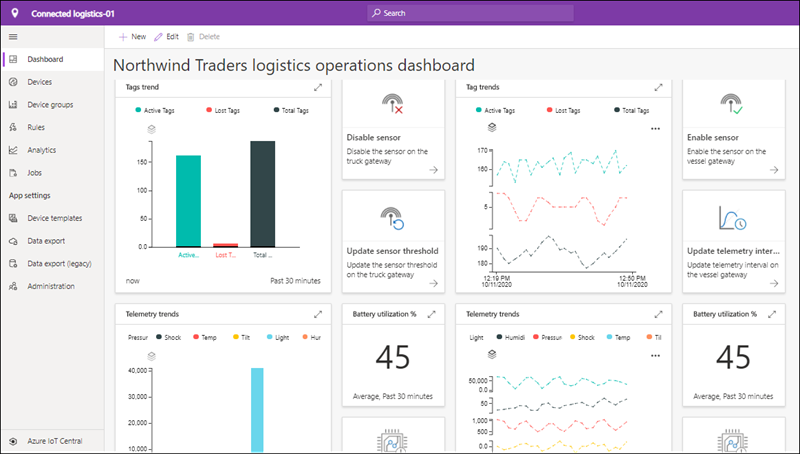 Connected logistics-01
Search
New Edit Delete
Dashboard
Devices
Device groups
Rules
Analytics
Jobs
App settings
Device templates
Data export
Data export (legacy)
Administration
Azure IoT Central
Northwind Traders logistics operations dashboard
Tags trend
Active Tags Lost Tags Total Tags
150
100
50.0
0.0
Active... Lost T... Total ...
now Past 30 minutes
Disable sensor
Disable the sensor on the
truck gateway
Update sensor threshold
Update the sensor threshold
on the truck gateway
Tag trends
Active Tags Lost Tags Total Tags
170
160
5
190
180
12:19 PM 12:50 PM
10/11/2020 10/11/2020
Enable sensor
Enable the sensor on the
vessel gateway
Update telemetry inter...
Update telemetry interval on
the vessel gateway
Telemetry trends
Pressur Shock Temp Tilt Light Hur
40,000
30,000
20,000
10,000
Battery utilization %
45
Average, Past 30 minutes
Telemetry trends
Light Humidi Pressur Shock Temp Til
50,000
0.0
50
1,000
500
0.0
Battery utilization %
45
Average, Past 30 minutes